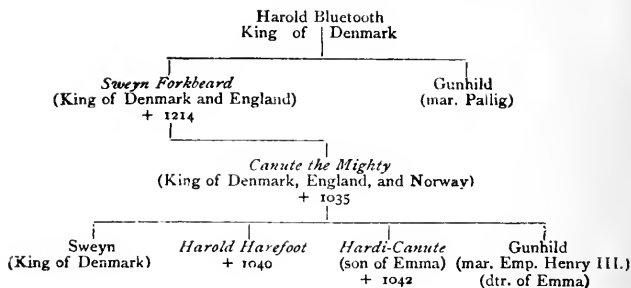 Harold Bluetooth
King of Denmark
Sweyn Forkbeard
(King of Denmark and England)
+ 1214
Gunhild
(mar. Pallig)
Canute the Mighty
(King of Denmark, England, and Norway)
+ 1035
Sweyn
(King of Denmark)
Harold Harefoot
+ 1040
Hardi-Canute
(son of Emma)
+ 1042
Gunhild
(mar. Emp. Henry III.)
(dtr. of Emma)